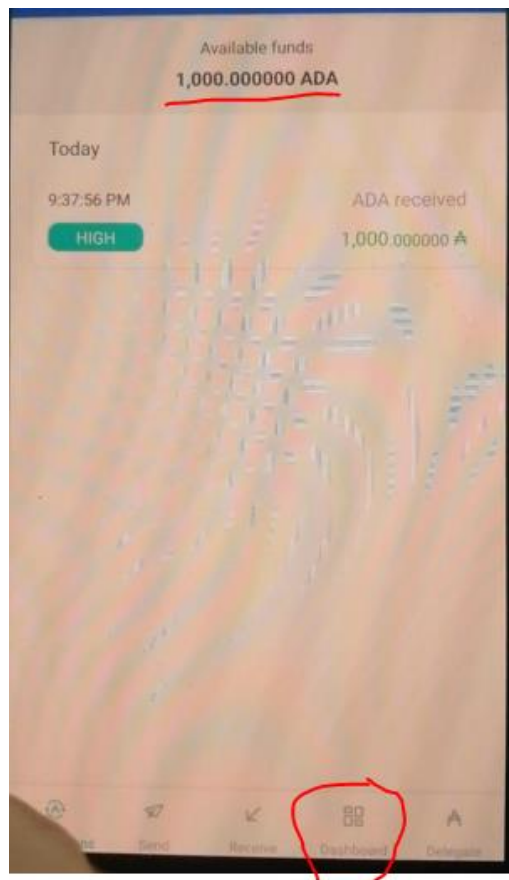 Available funds
1,000.000000 ADA
Today
9:37:56 PM
ADA received
HIGH
1,000.000000 ₳
Send
Receive
Dashboard
Delegate